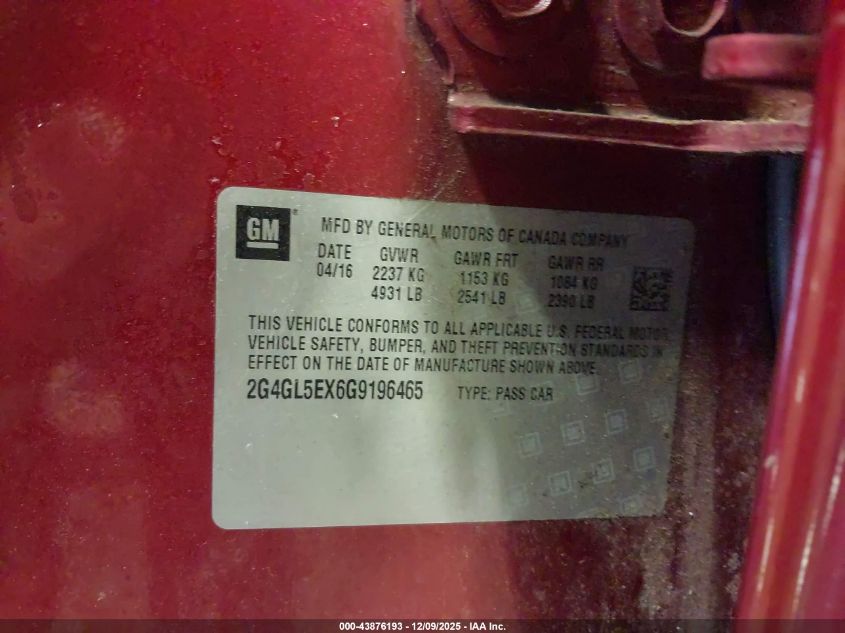 GM ®
MFD BY GENERAL MOTORS OF CANADA COMPANY
DATE GVWR GAWR FRT GAWR RR
04/16 2237 KG 1153 KG 1084 KG
4931 LB 2541 LB 2390 LB
THIS VEHICLE CONFORMS TO ALL APPLICABLE U.S. FEDERAL MOTOR
VEHICLE SAFETY, BUMPER, AND THEFT PREVENTION STANDARDS IN
EFFECT ON THE DATE OF MANUFACTURE SHOWN ABOVE.
2G4GL5EX6G9196465 TYPE: PASS CAR
000-43876193 - 12/09/2025 - IAA Inc.